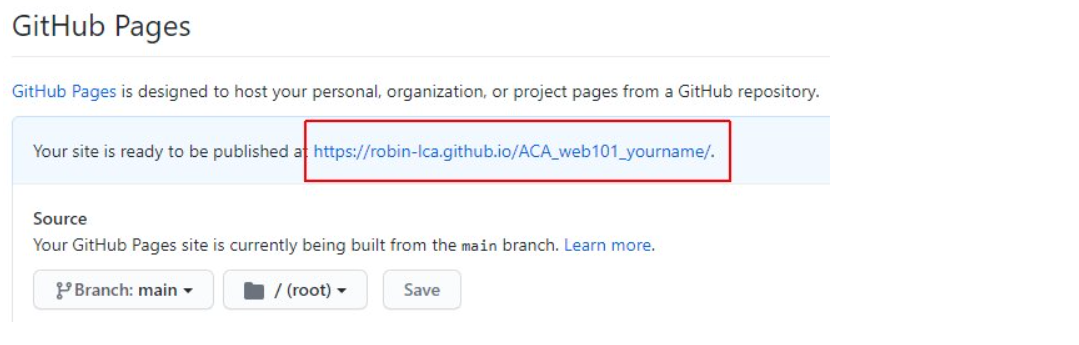 GitHub Pages
GitHub Pages is designed to host your personal, organization, or project pages from a GitHub repository.
Your site is ready to be published at https://robin-lca.github.io/ACA_web101_yourname/.
Source
Your GitHub Pages site is currently being built from the main branch. Learn more.
Branch: main / (root) Save